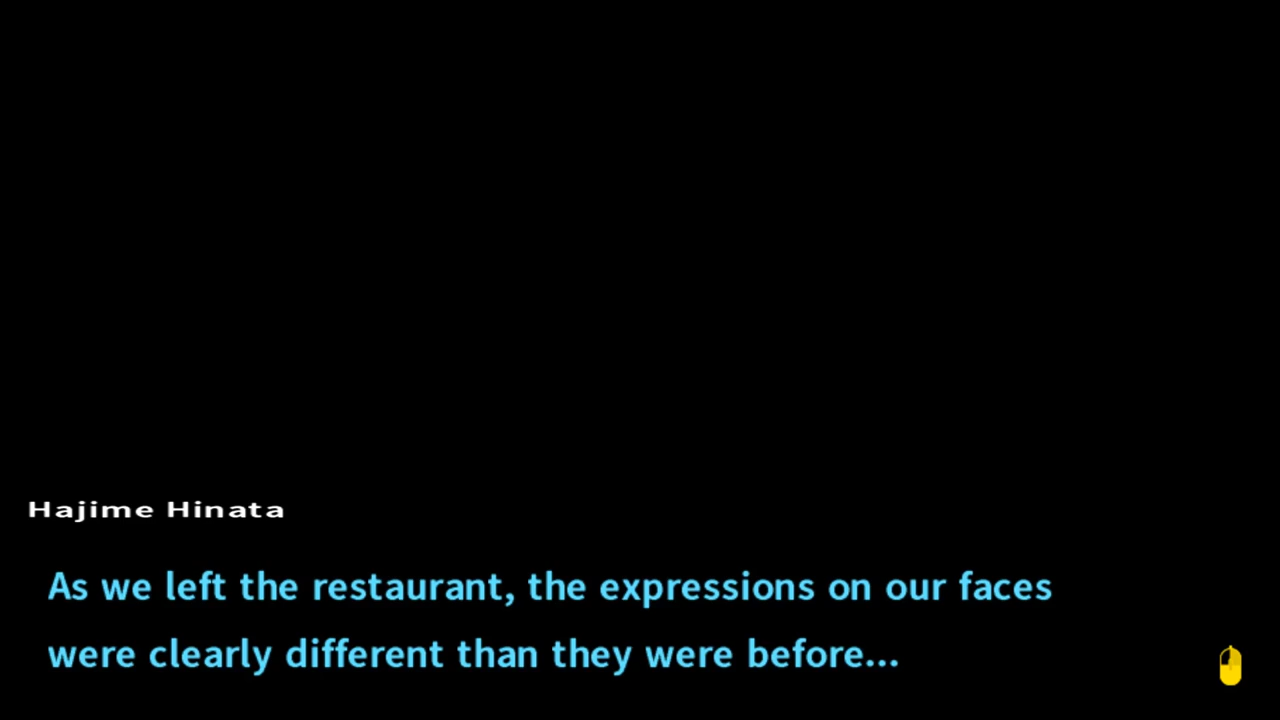 Hajime Hinata
As we left the restaurant, the expressions on our faces
were clearly different than they were before...